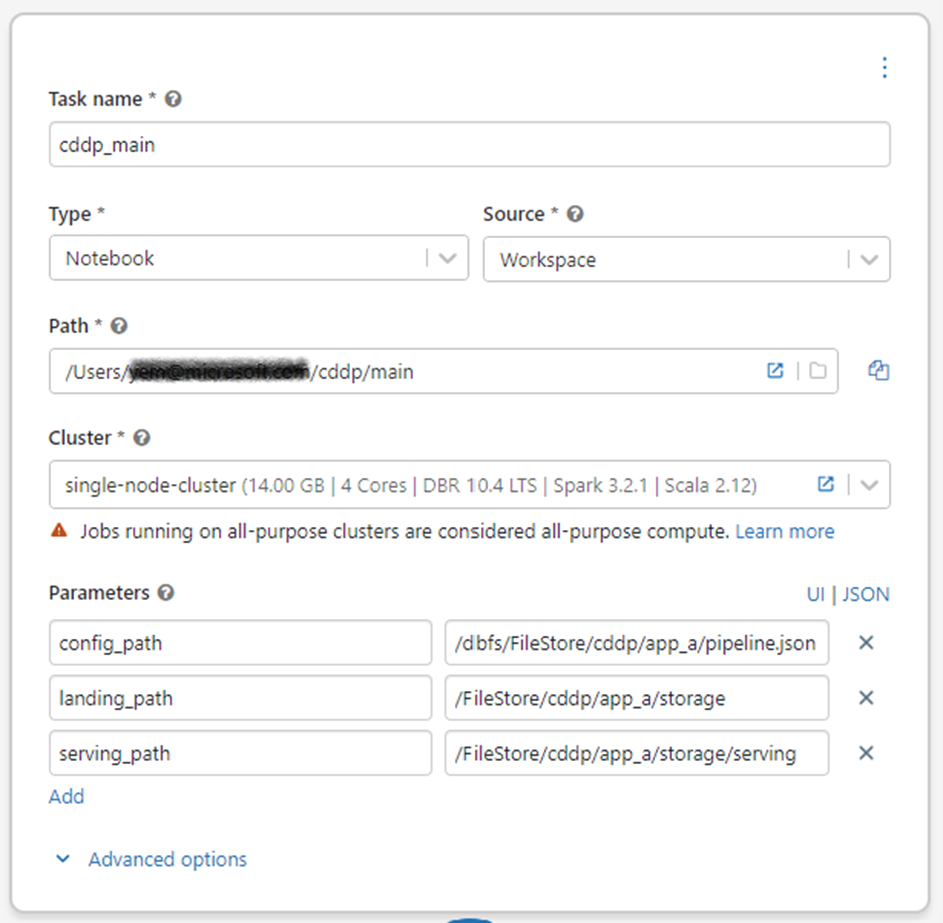 Task name *
cddp_main
Type * Source *
Notebook Workspace
Path *
/Users/ /cddp/main
Cluster *
single-node-cluster (14.00 GB | 4 Cores | DBR 10.4 LTS | Spark 3.2.1 | Scala 2.12)
Jobs running on all-purpose clusters are considered all-purpose compute. Learn more
Parameters UI | JSON
config_path /dbfs/FileStore/cddp/app_a/pipeline.json
landing_path /FileStore/cddp/app_a/storage
serving_path /FileStore/cddp/app_a/storage/serving
Add
Advanced options